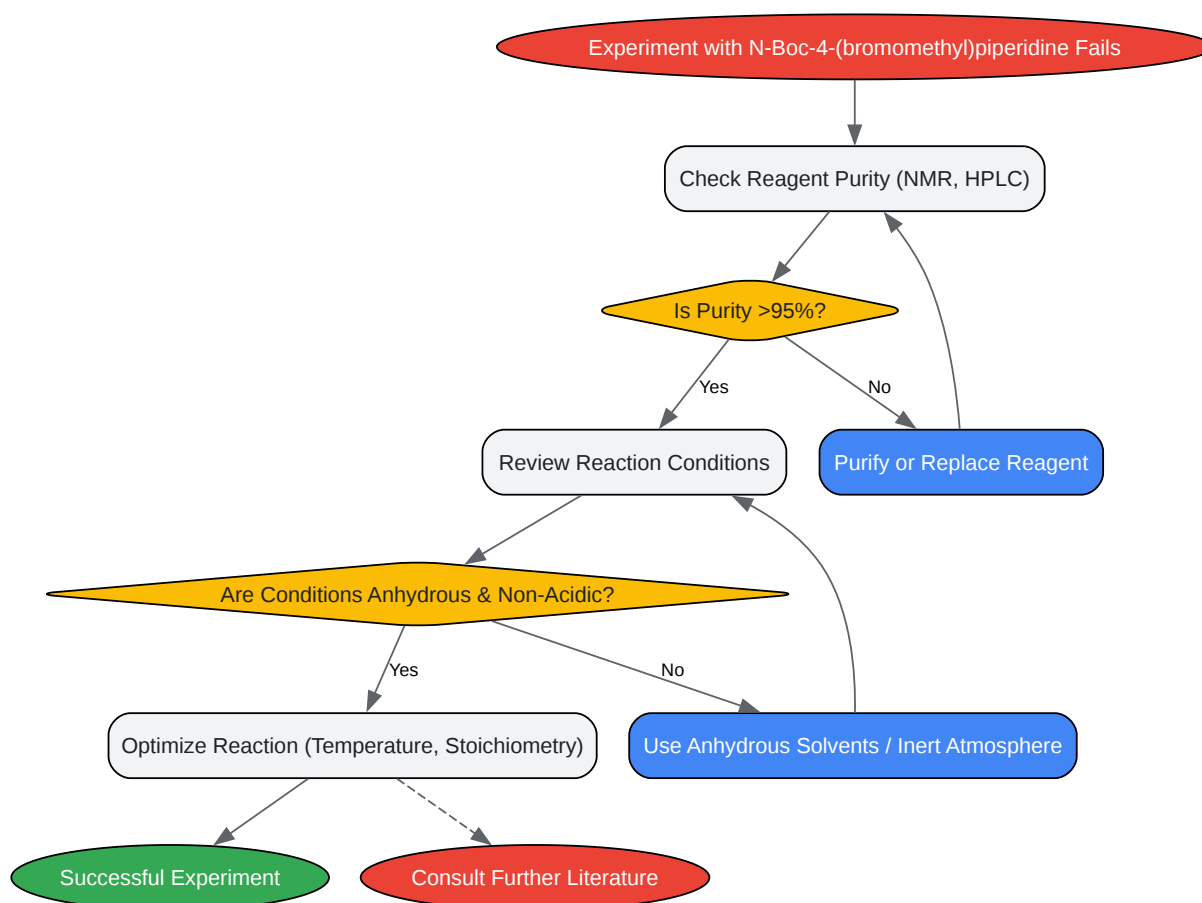 Experiment with N-Boc-4-(bromomethyl)piperidine Fails
Check Reagent Purity (NMR, HPLC)
Is Purity >95%?
Yes
No
Review Reaction Conditions
Purify or Replace Reagent
Are Conditions Anhydrous & Non-Acidic?
Yes
No
Optimize Reaction (Temperature, Stoichiometry)
Use Anhydrous Solvents / Inert Atmosphere
Successful Experiment
Consult Further Literature